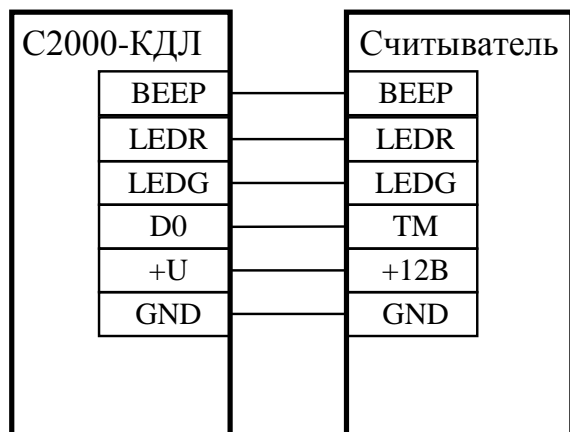 С2000-КДЛ Считыватель
BEEP BEEP
LEDR LEDR
LEDG LEDG
D0 TM
+U +12В
GND GND